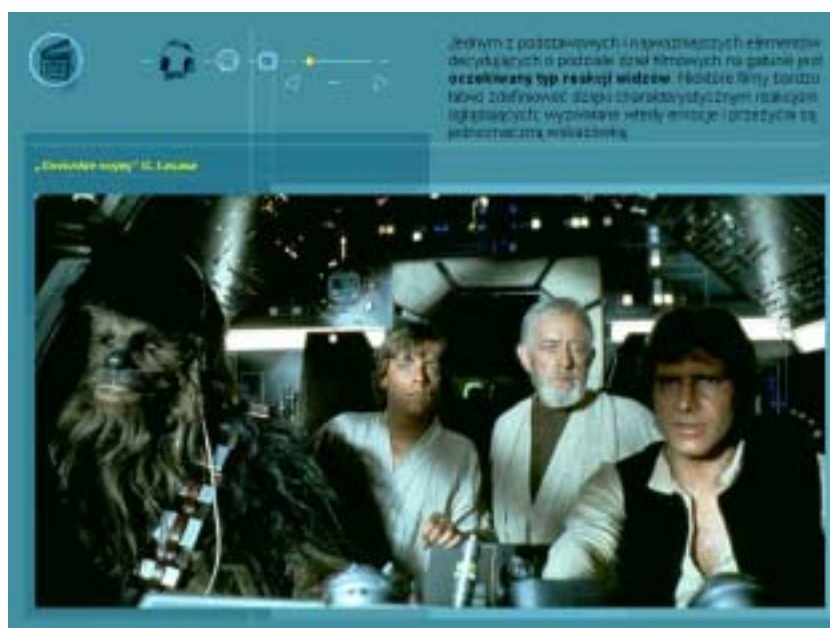 Jednym z podstawowych i najważniejszych elementów
decydujących o podziale dzieł filmowych na gatunki jest
oczekiwany typ reakcji widzów. Niektóre filmy bardzo
łatwo zdefiniować dzięki charakterystycznym reakcjom
oglądających; wyzwalane wtedy emocje i przeżycia są
jednoznaczną wskazówką.
„Gwiezdne wojny" G. Lucasa